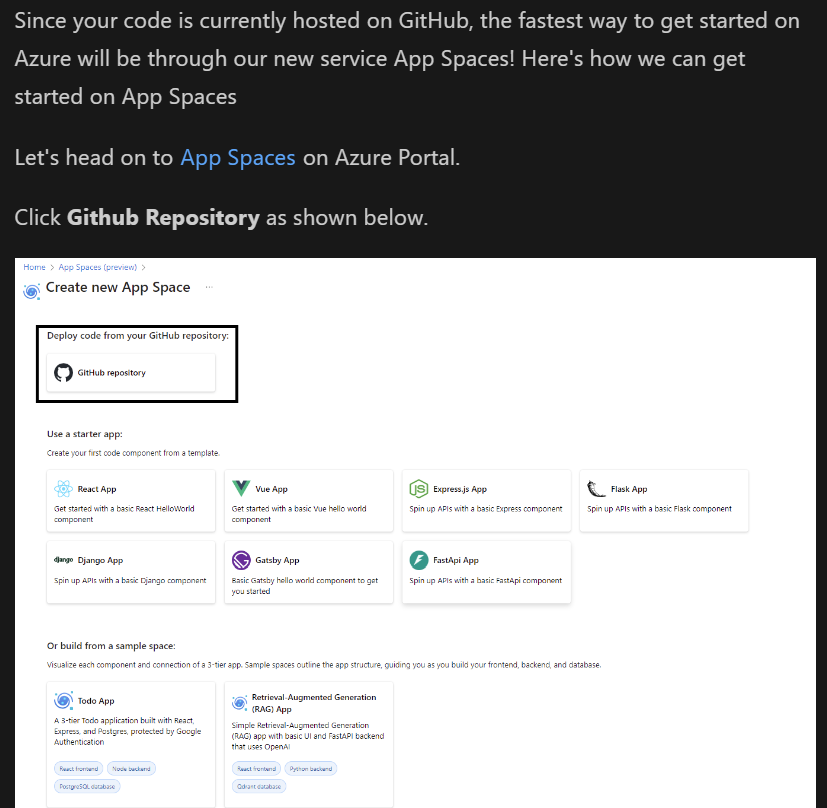 Since your code is currently hosted on GitHub, the fastest way to get started on
Azure will be through our new service App Spaces! Here's how we can get
started on App Spaces
Let's head on to App Spaces on Azure Portal.
Click Github Repository as shown below.
Home > App Spaces (preview) >
Create new App Space ...
Deploy code from your GitHub repository:
GitHub repository
Use a starter app:
Create your first code component from a template.
React App
Get started with a basic React HelloWorld
component
Vue App
Get started with a basic Vue hello world
component
Express.js App
Spin up APIs with a basic Express component
Flask App
Spin up APIs with a basic Flask component
django Django App
Spin up APIs with a basic Django component
Gatsby App
Basic Gatsby hello world component to get
you started
FastApi App
Spin up APIs with a basic FastApi component
Or build from a sample space:
Visualize each component and connection of a 3-tier app. Sample spaces outline the app structure, guiding you as you build your frontend, backend, and database.
Todo App
A 3-tier Todo application built with React,
Express, and Postgres, protected by Google
Authentication
React frontend Node backend
PostgreSQL database
Retrieval-Augmented Generation
(RAG) App
Simple Retrieval-Augmented Generation
(RAG) app with basic UI and FastAPI backend
that uses OpenAI
React frontend Python backend
Qdrant database